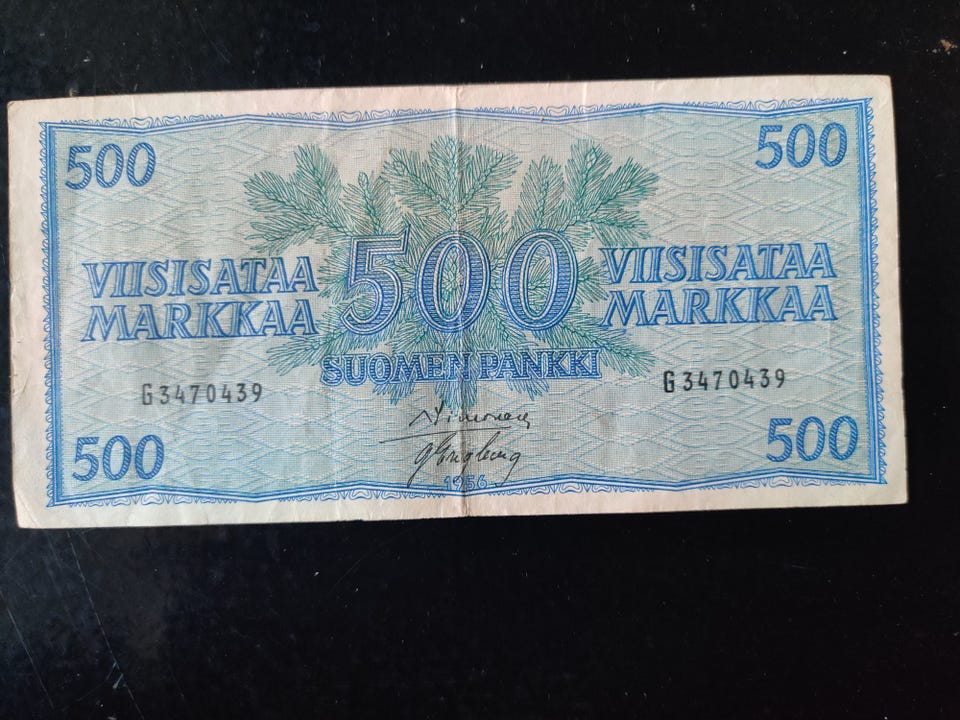 500
500
VIISISATAA
MARKKAA
500
VIISISATAA
MARKKAA
SUOMEN PANKKI
G3470439
G3470439
500
1956
500